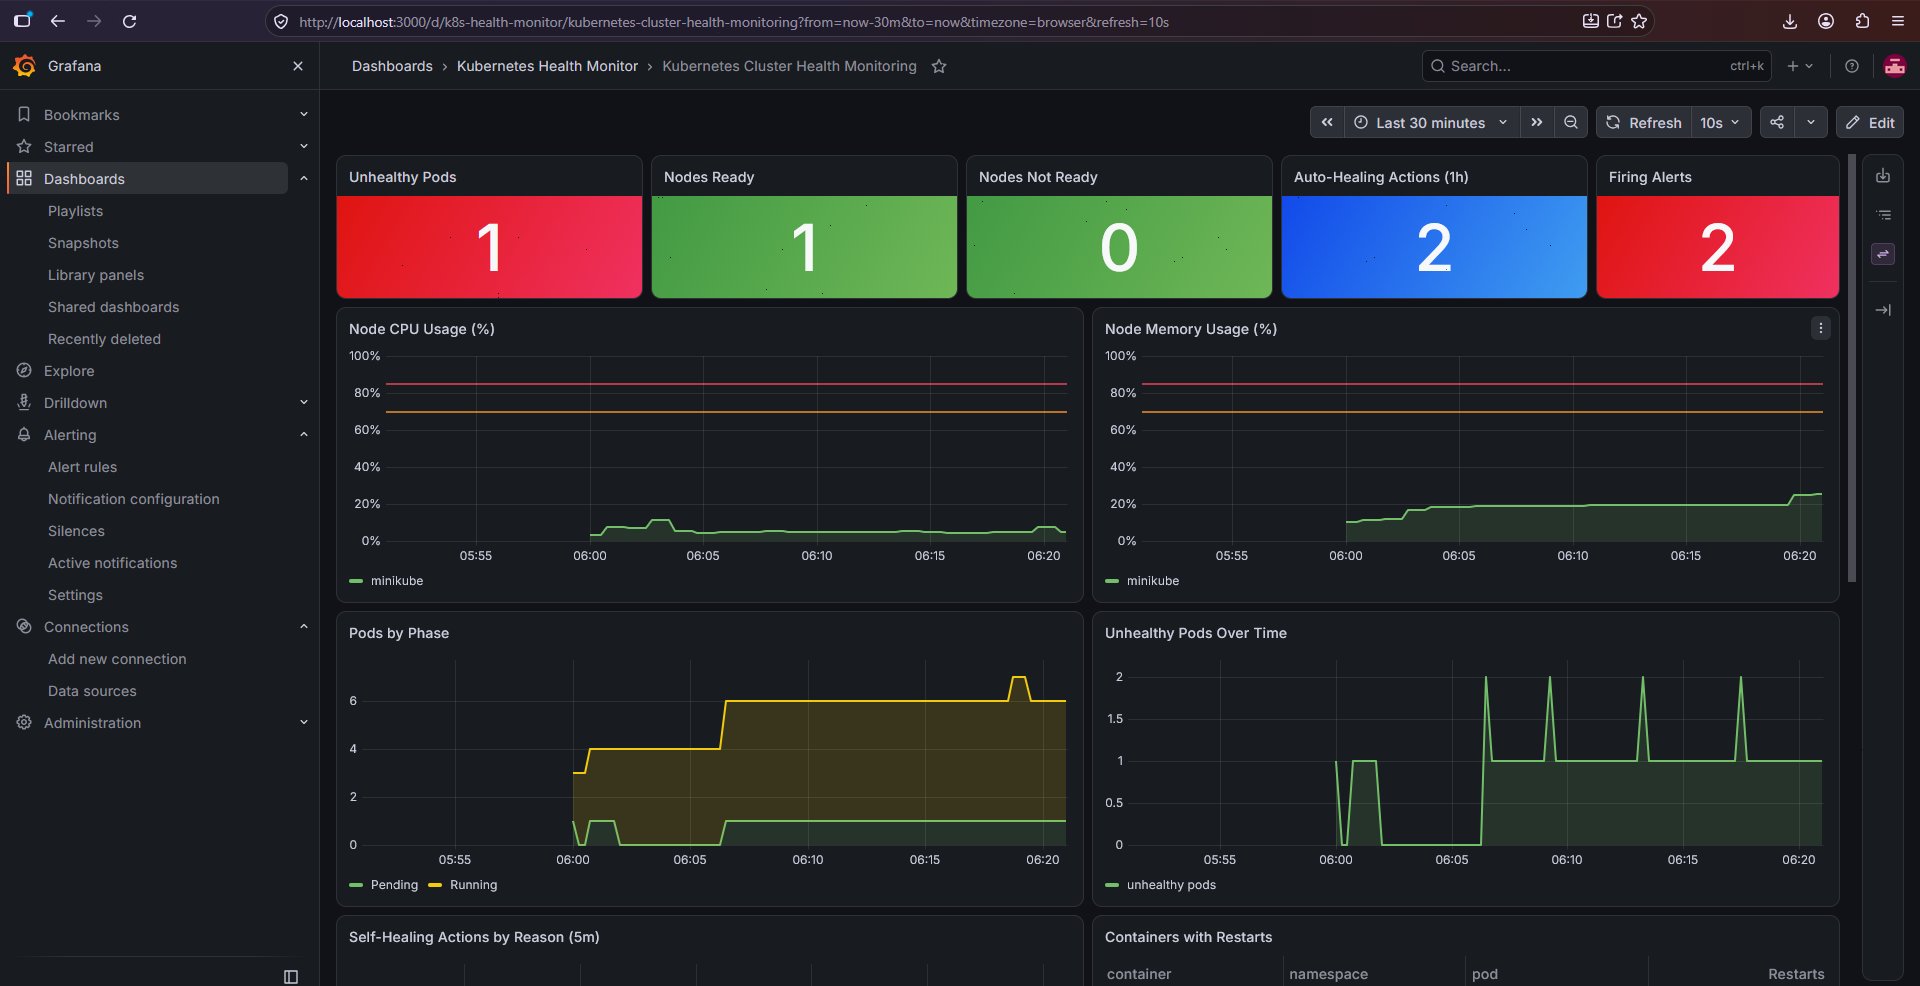 http://localhost:3000/d/k8s-health-monitor/kubernetes-cluster-health-monitoring?from=now-30m&to=now&timezone=browser&refresh=10s
Grafana
Dashboards › Kubernetes Health Monitor › Kubernetes Cluster Health Monitoring
Search... ctrl+k
Bookmarks
Starred
Dashboards
Playlists
Snapshots
Library panels
Shared dashboards
Recently deleted
Explore
Drilldown
Alerting
Alert rules
Notification configuration
Silences
Active notifications
Settings
Connections
Add new connection
Data sources
Administration
Last 30 minutes Refresh 10s Edit
Unhealthy Pods
1
Nodes Ready
1
Nodes Not Ready
0
Auto-Healing Actions (1h)
2
Firing Alerts
2
Node CPU Usage (%)
100%
80%
60%
40%
20%
0%
05:55 06:00 06:05 06:10 06:15 06:20
minikube
Node Memory Usage (%)
100%
80%
60%
40%
20%
0%
05:55 06:00 06:05 06:10 06:15 06:20
minikube
Pods by Phase
6
4
2
0
05:55 06:00 06:05 06:10 06:15 06:20
Pending Running
Unhealthy Pods Over Time
2
1.5
1
0.5
0
05:55 06:00 06:05 06:10 06:15 06:20
unhealthy pods
Self-Healing Actions by Reason (5m)
Containers with Restarts
container namespace pod Restarts